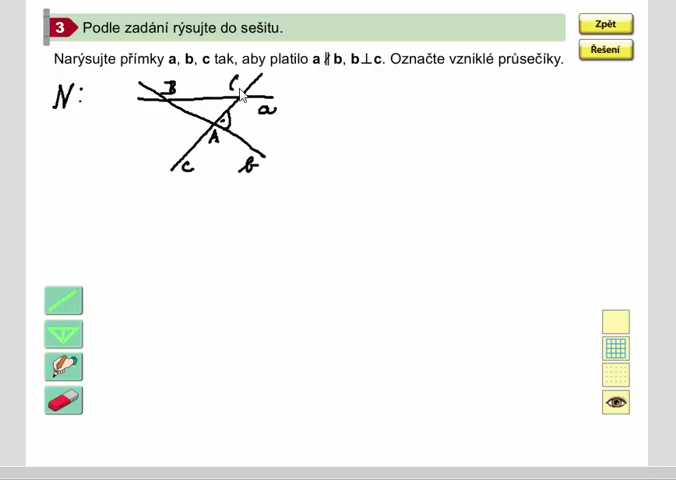 3 Podle zadání rýsujte do sešitu.
Zpět
Řešení
Narýsujte přímky a, b, c tak, aby platilo a ∦ b, b⊥c. Označte vzniklé průsečíky.
N:
B
C
a
A
c
b